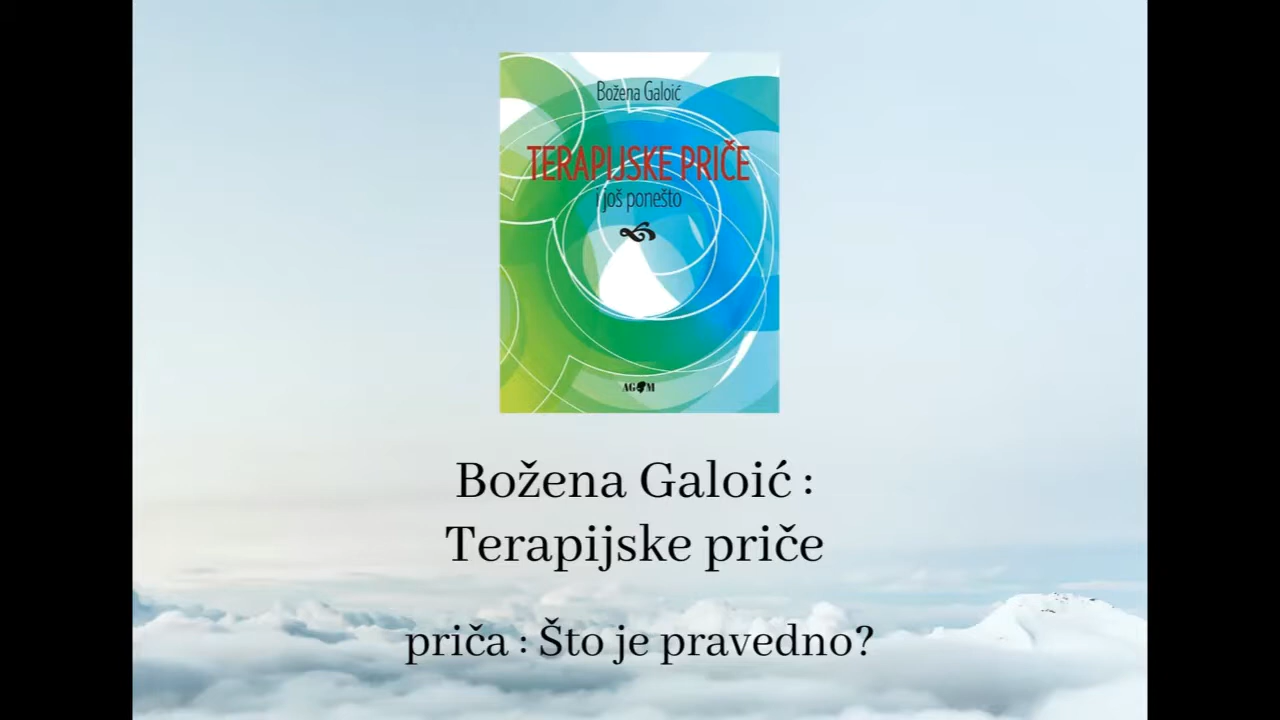 Božena Galoić
TERAPIJSKE PRIČE
i još ponešto
AGM
Božena Galoić :
Terapijske priče
priča : Što je pravedno?